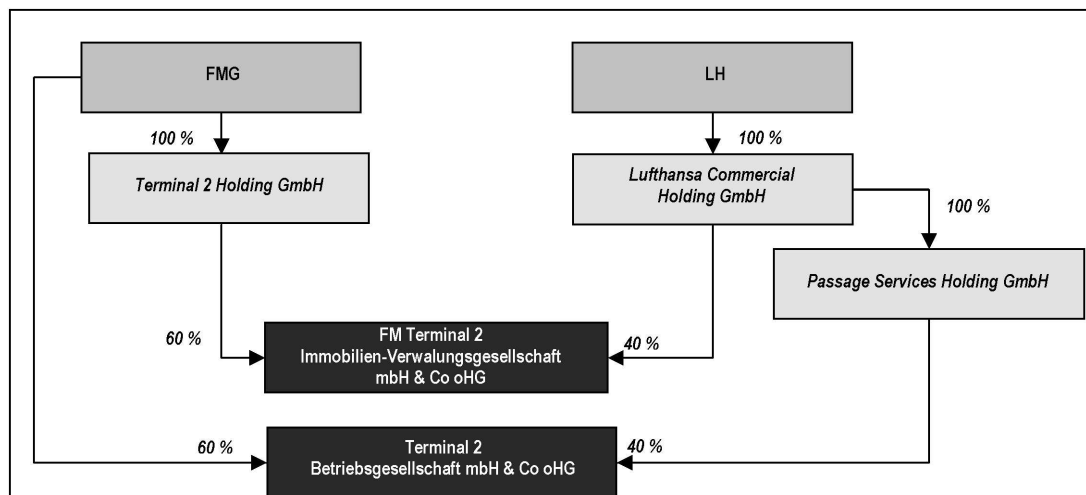 FMG
LH
100 %
100 %
Terminal 2 Holding GmbH
Lufthansa Commercial
Holding GmbH
100 %
Passage Services Holding GmbH
60 %
FM Terminal 2
Immobilien-Verwalungsgesellschaft
mbH & Co oHG
40 %
60 %
Terminal 2
Betriebsgesellschaft mbH & Co oHG
40 %